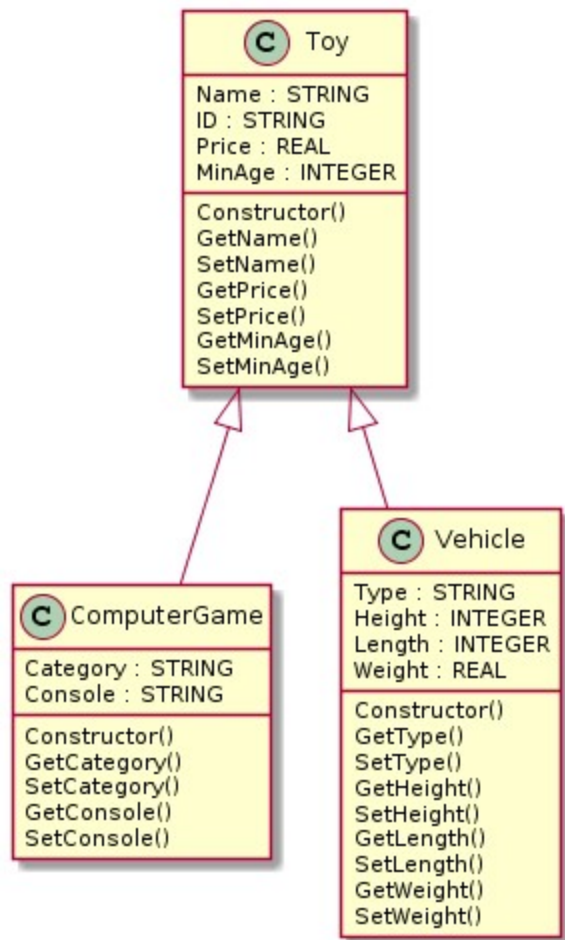 C Toy
Name : STRING
ID : STRING
Price : REAL
MinAge : INTEGER
Constructor()
GetName()
SetName()
GetPrice()
SetPrice()
GetMinAge()
SetMinAge()
C ComputerGame
Category : STRING
Console : STRING
Constructor()
GetCategory()
SetCategory()
GetConsole()
SetConsole()
C Vehicle
Type : STRING
Height : INTEGER
Length : INTEGER
Weight : REAL
Constructor()
GetType()
SetType()
GetHeight()
SetHeight()
GetLength()
SetLength()
GetWeight()
SetWeight()